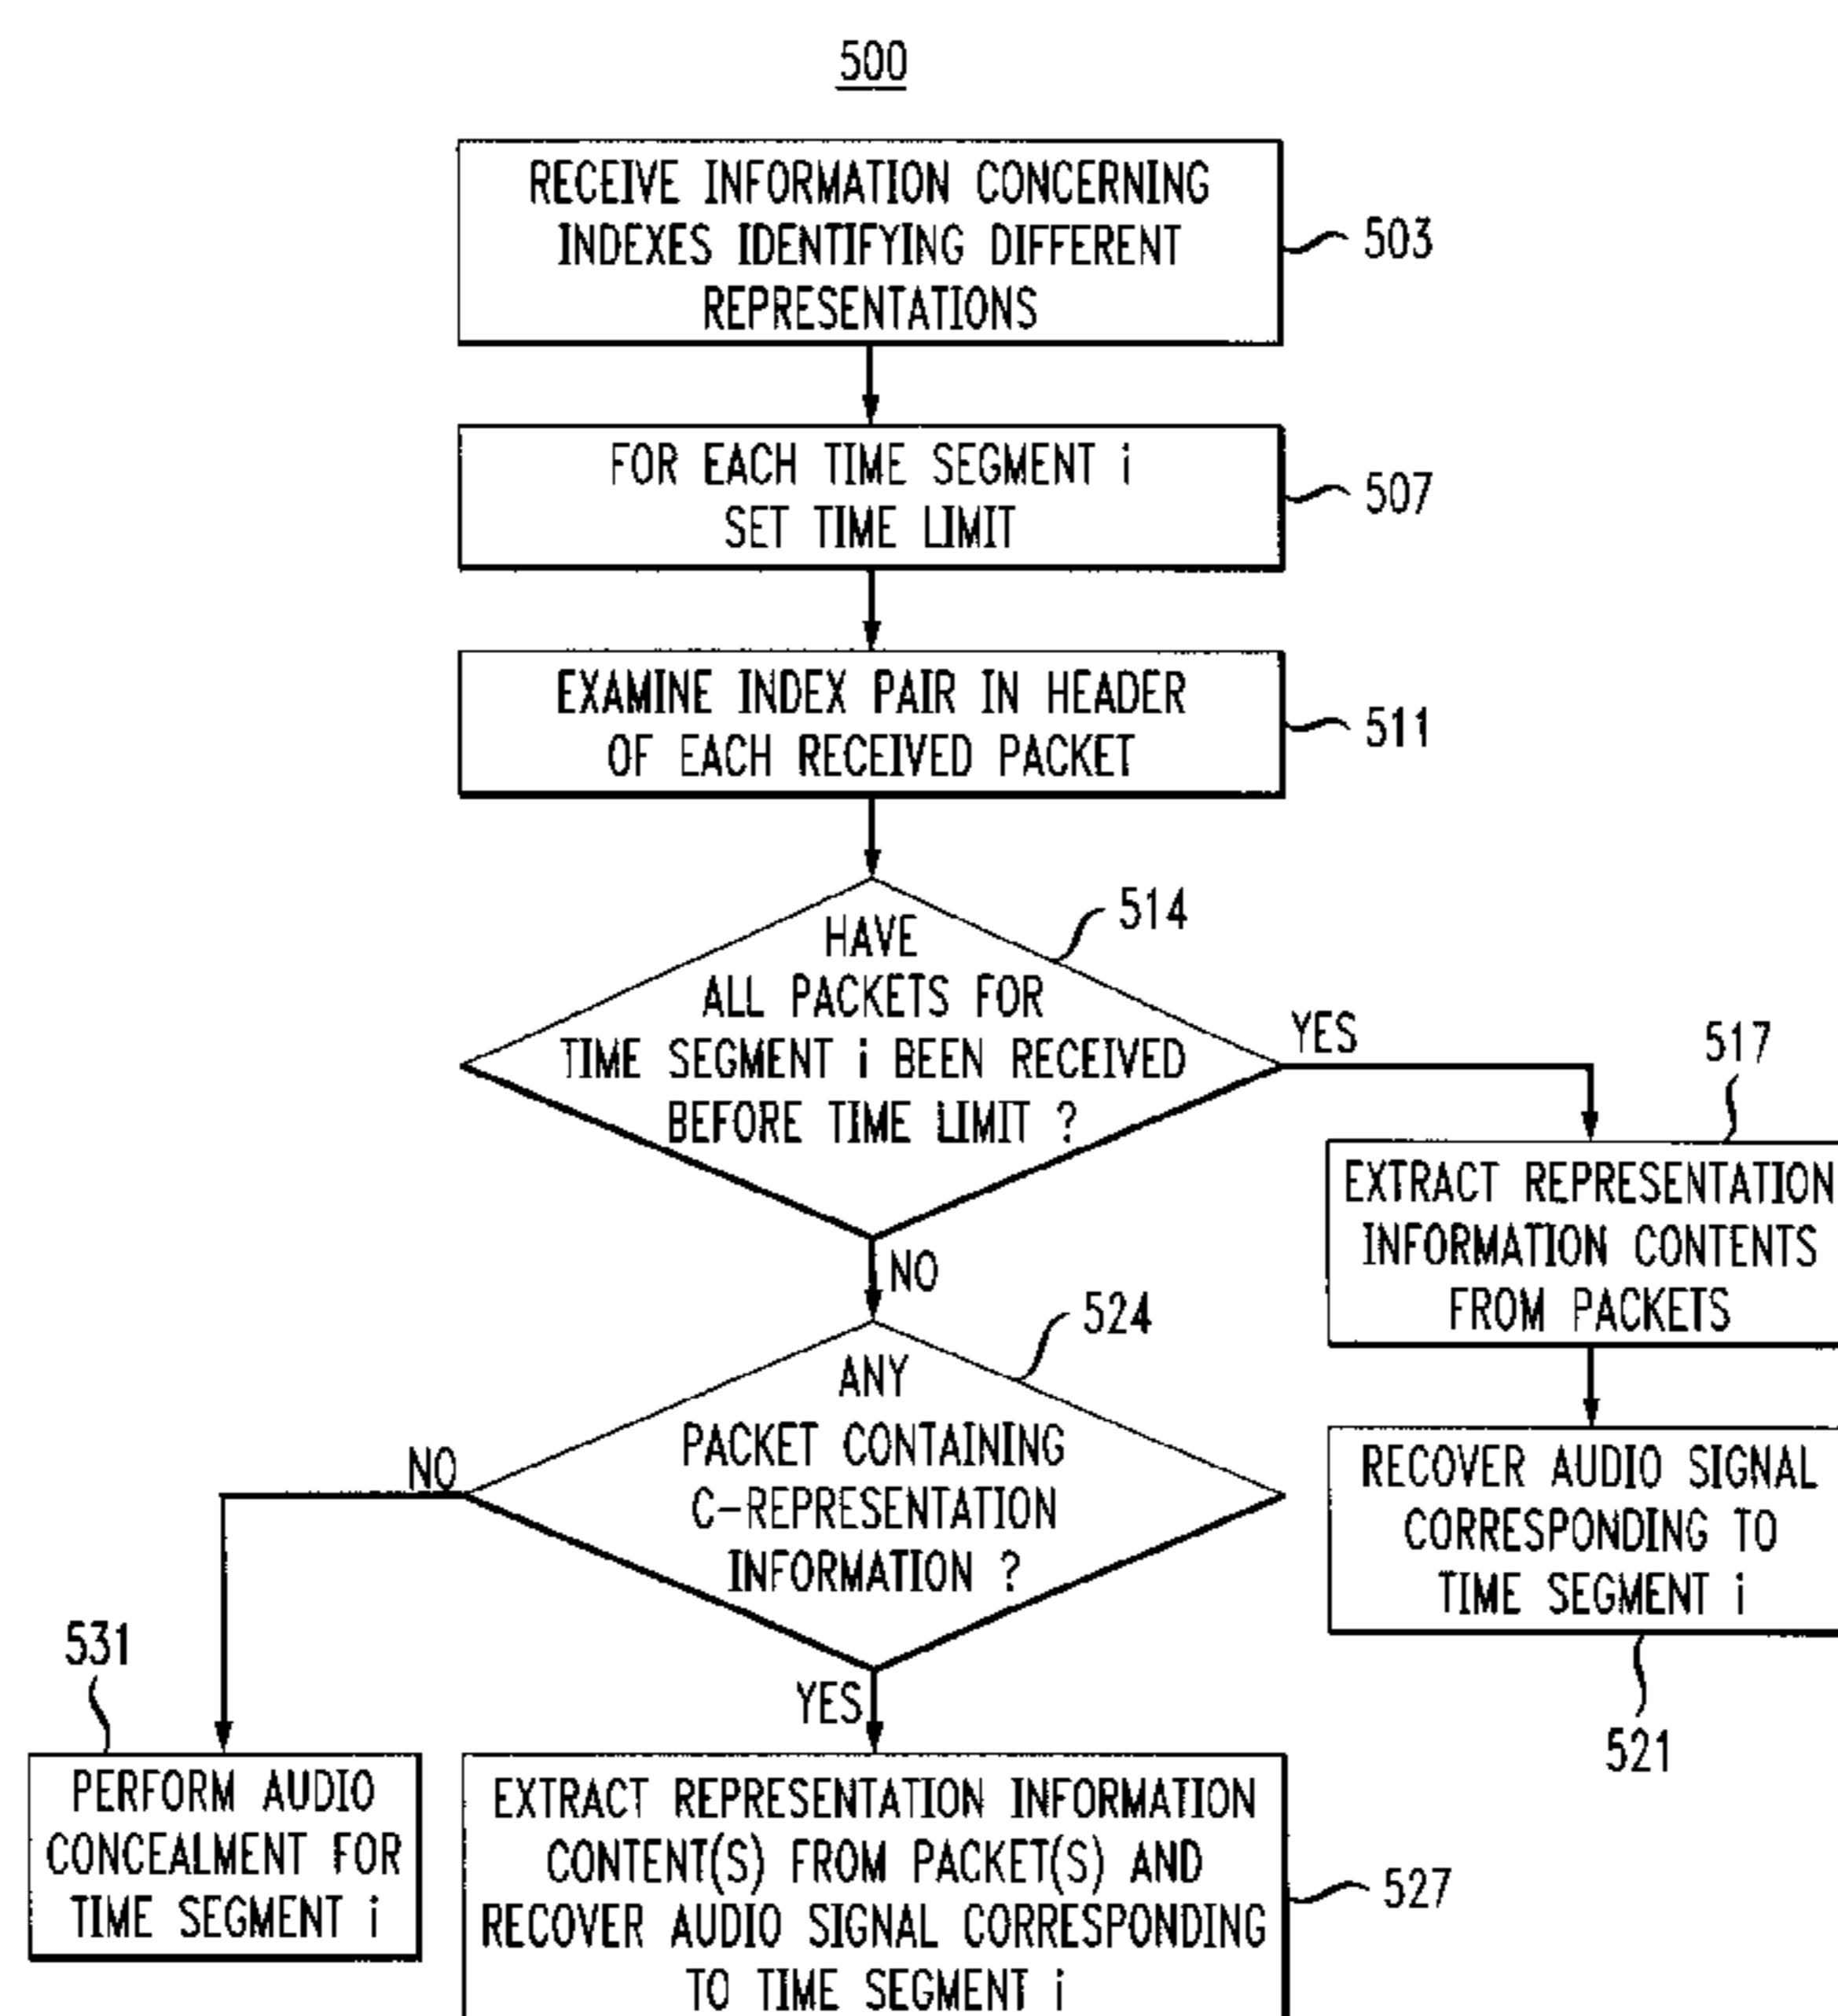 500
RECEIVE INFORMATION CONCERNING
INDEXES IDENTIFYING DIFFERENT
REPRESENTATIONS
503
FOR EACH TIME SEGMENT i
SET TIME LIMIT
507
EXAMINE INDEX PAIR IN HEADER
OF EACH RECEIVED PACKET
511
HAVE
ALL PACKETS FOR
TIME SEGMENT i BEEN RECEIVED
BEFORE TIME LIMIT ?
514
YES
517
EXTRACT REPRESENTATION
INFORMATION CONTENTS
FROM PACKETS
NO
524
ANY
PACKET CONTAINING
C-REPRESENTATION
INFORMATION ?
RECOVER AUDIO SIGNAL
CORRESPONDING TO
TIME SEGMENT i
521
NO
531
YES
PERFORM AUDIO
CONCEALMENT FOR
TIME SEGMENT i
EXTRACT REPRESENTATION INFORMATION
CONTENT(S) FROM PACKET(S) AND
RECOVER AUDIO SIGNAL CORRESPONDING
TO TIME SEGMENT i
527